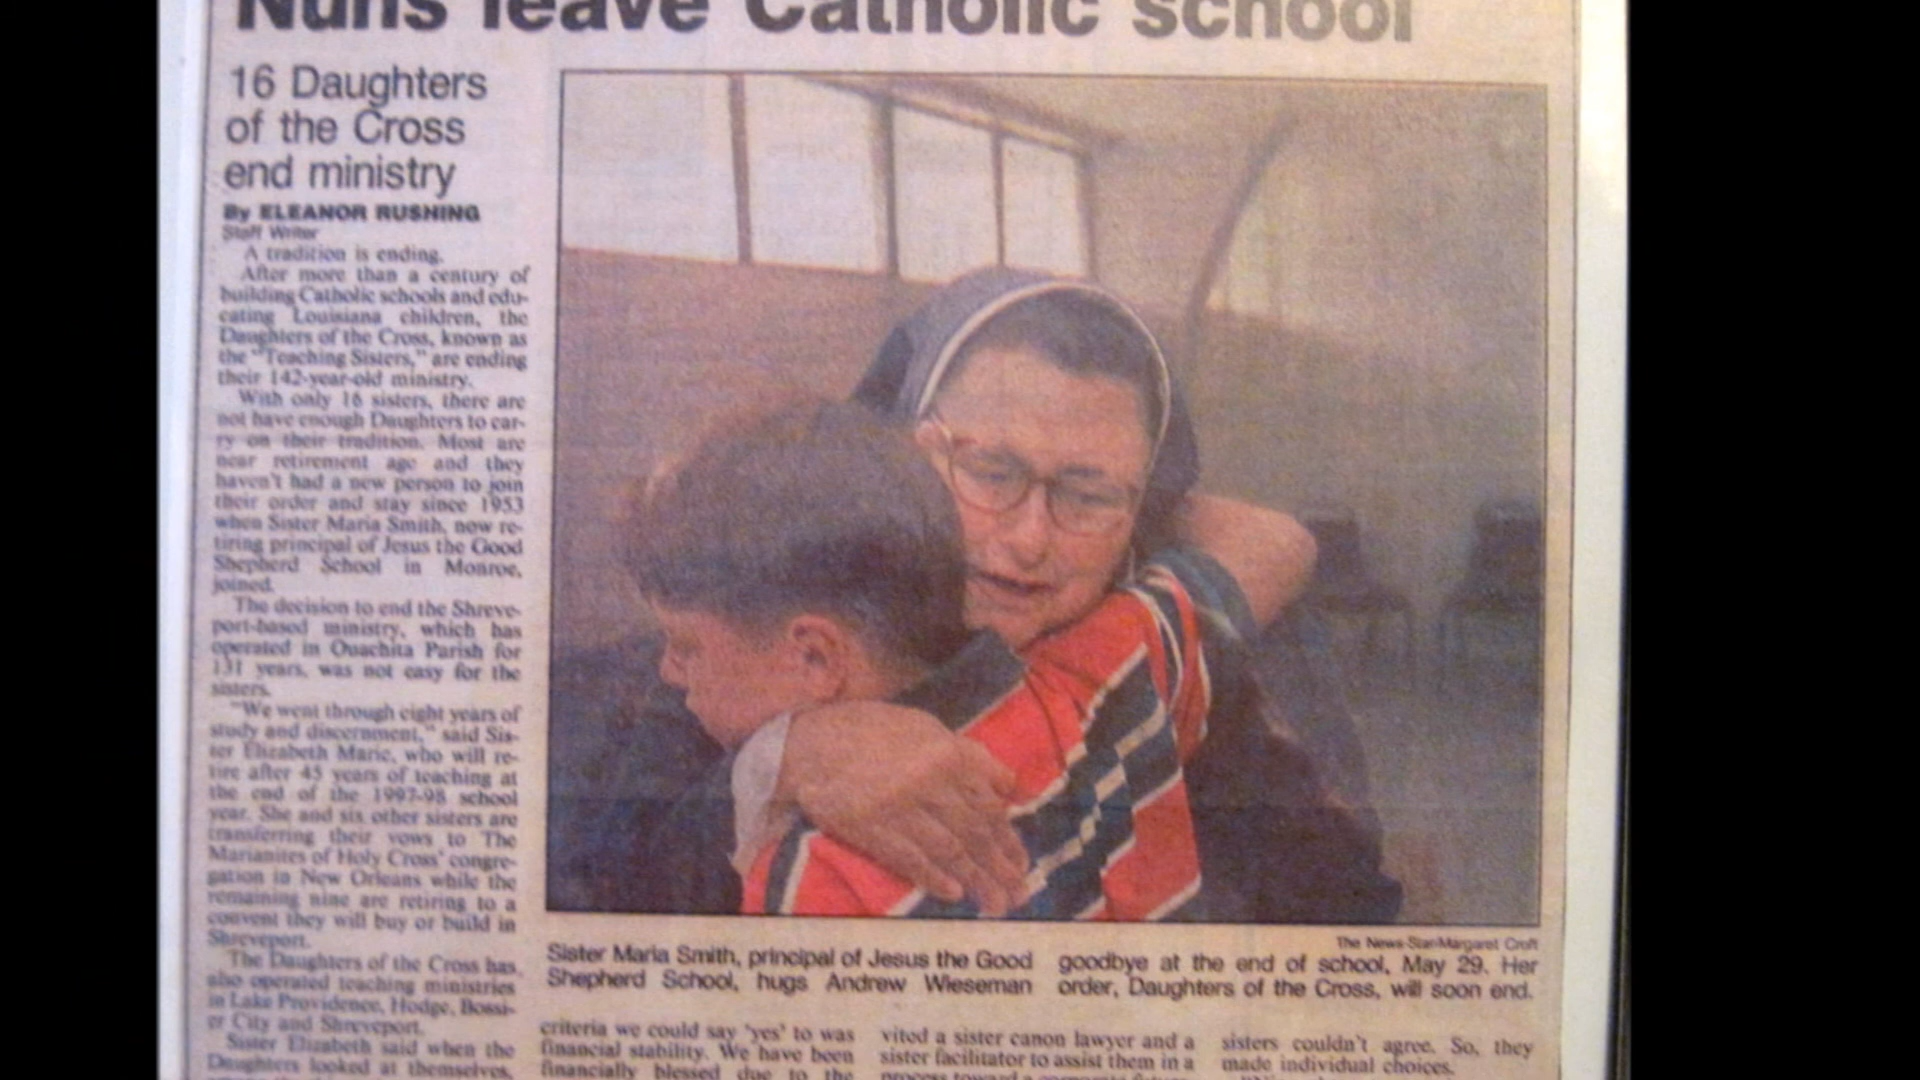 Nuns leave Catholic school
16 Daughters
of the Cross
end ministry
By ELEANOR RUSHING
Staff Writer
A tradition is ending.
After more than a century of
building Catholic schools and edu-
cating Louisiana children, the
Daughters of the Cross, known as
the "Teaching Sisters," are ending
their 142-year-old ministry.
With only 16 sisters, there are
not have enough Daughters to car-
ry on their tradition. Most are
near retirement age and they
haven't had a new person to join
their order and stay since 1953
when Sister Maria Smith, now re-
tiring principal of Jesus the Good
Shepherd School in Monroe,
joined.
The decision to end the Shreve-
port-based ministry, which has
operated in Ouachita Parish for
131 years, was not easy for the
sisters.
"We went through eight years of
study and discernment," said Sis-
ter Elizabeth Marie, who will re-
tire after 45 years of teaching at
the end of the 1997-98 school
year. She and six other sisters are
transferring their vows to The
Marianites of Holy Cross' congre-
gation in New Orleans while the
remaining nine are retiring to a
convent they will buy or build in
Shreveport.
The Daughters of the Cross has
also operated teaching ministries
in Lake Providence, Hodge, Bossi-
er City and Shreveport.
Sister Elizabeth said when the
Daughters looked at themselves,
The News-Star/Margaret Croft
Sister Maria Smith, principal of Jesus the Good
Shepherd School, hugs Andrew Wieseman
goodbye at the end of school, May 29. Her
order, Daughters of the Cross, will soon end.
criteria we could say 'yes' to was
financial stability. We have been
financially blessed due to the
vited a sister canon lawyer and a
sister facilitator to assist them in a
process toward a corporate future
sisters couldn't agree. So, they
made individual choices.